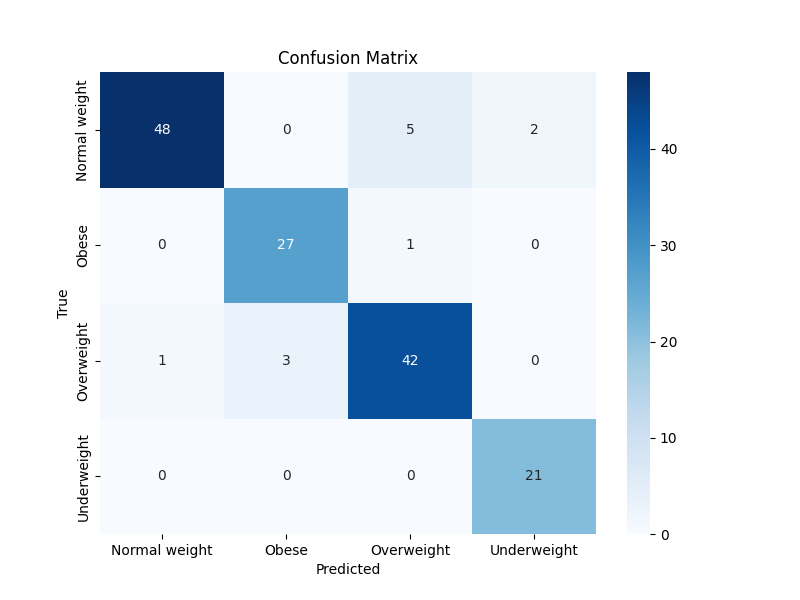 Confusion Matrix
Normal weight 48 0 5 2
Obese 0 27 1 0
Overweight 1 3 42 0
Underweight 0 0 0 21
True
Normal weight Obese Overweight Underweight
Predicted
40
30
20
10
0